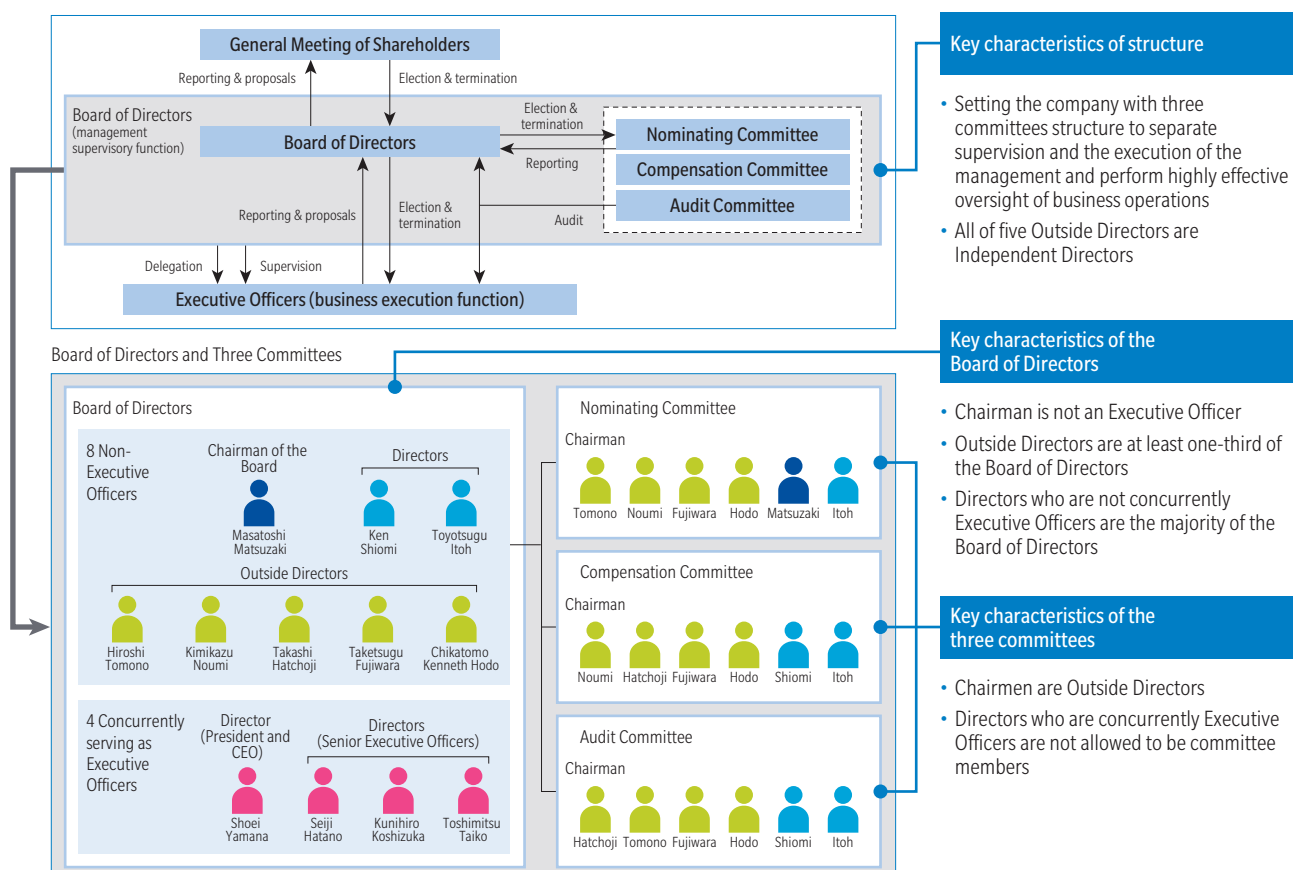 General Meeting of Shareholders
Reporting & proposals
Election & termination
Board of Directors
(management
supervisory function)
Board of Directors
Election &
termination
Reporting
Nominating Committee
Compensation Committee
Audit Committee
Reporting & proposals
Election &
termination
Audit
Delegation
Supervision
Executive Officers (business execution function)
Key characteristics of structure
• Setting the company with three
committees structure to separate
supervision and the execution of the
management and perform highly effective
oversight of business operations
• All of five Outside Directors are
Independent Directors
Board of Directors and Three Committees
Board of Directors
8 Non-
Executive
Officers
Chairman of the
Board
Directors
Masatoshi
Matsuzaki
Ken
Shiomi
Toyotsugu
Itoh
Outside Directors
Hiroshi
Tomono
Kimikazu
Noumi
Takashi
Hatchoji
Taketsugu
Fujiwara
Chikatomo
Kenneth Hodo
4 Concurrently
serving as
Executive
Officers
Director
(President and
CEO)
Directors
(Senior Executive Officers)
Shoei
Yamana
Seiji
Hatano
Kunihiro
Koshizuka
Toshimitsu
Taiko
Nominating Committee
Chairman
Tomono Noumi Fujiwara Hodo Matsuzaki Itoh
Compensation Committee
Chairman
Noumi Hatchoji Fujiwara Hodo Shiomi Itoh
Audit Committee
Chairman
Hatchoji Tomono Fujiwara Hodo Shiomi Itoh
Key characteristics of the
Board of Directors
• Chairman is not an Executive Officer
• Outside Directors are at least one-third of
the Board of Directors
• Directors who are not concurrently
Executive Officers are the majority of the
Board of Directors
Key characteristics of the
three committees
• Chairmen are Outside Directors
• Directors who are concurrently Executive
Officers are not allowed to be committee
members